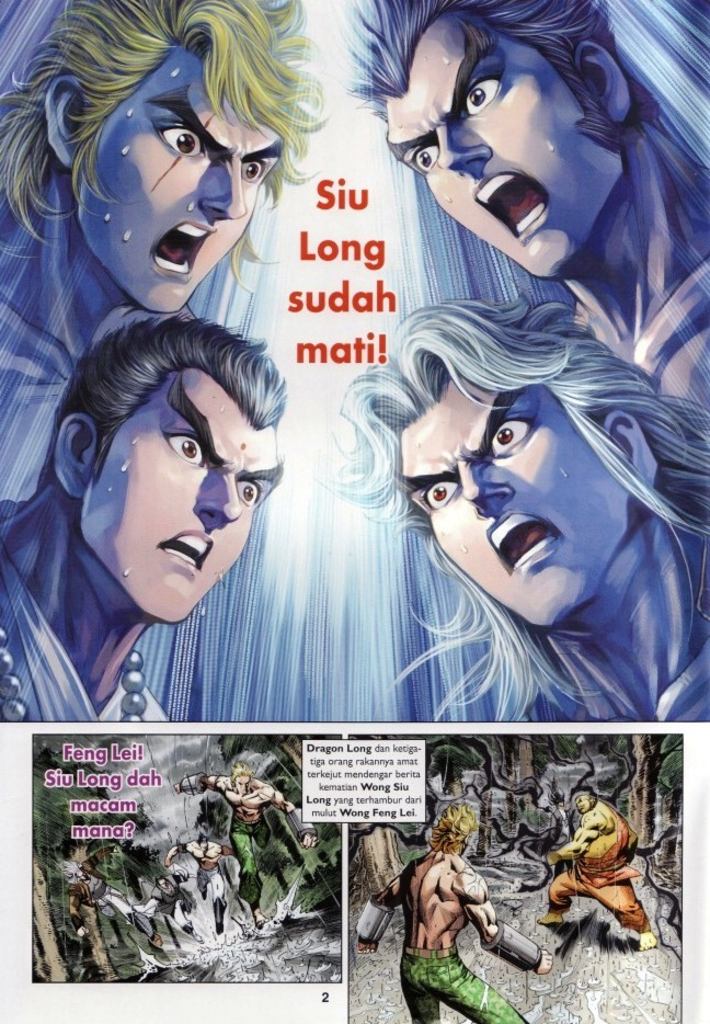 Siu
Long
sudah
mati!
Feng Lei!
Siu Long dah
macam
mana?
Dragon Long dan ketiga-
tiga orang rakannya amat
terkejut mendengar berita
kematian Wong Siu
Long yang terhambur dari
mulut Wong Feng Lei.
2